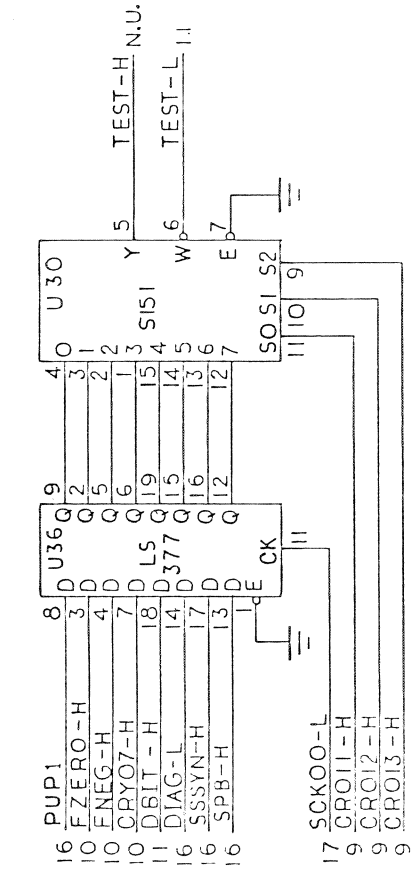 U36 U30
16 PUP1 8 D Q 9 4 0
10 FZERO-H 3 D Q 2 3 1
10 FNEG-H 4 D Q 5 2 2
10 CRY07-H 7 D Q 6 1 3 Y 5 TEST-H N.U.
11 DBIT-H 18 D LS Q 19 15 4 S151
16 DIAG-L 14 D 377 Q 15 14 5 W 6 TEST-L 11
16 SSSYN-H 17 D Q 16 13 6
16 SPB-H 13 D Q 12 12 7 E 7
1 E CK S0 S1 S2
11 11 10 9
17 SCK00-L
9 CR011-H
9 CR012-H
9 CR013-H